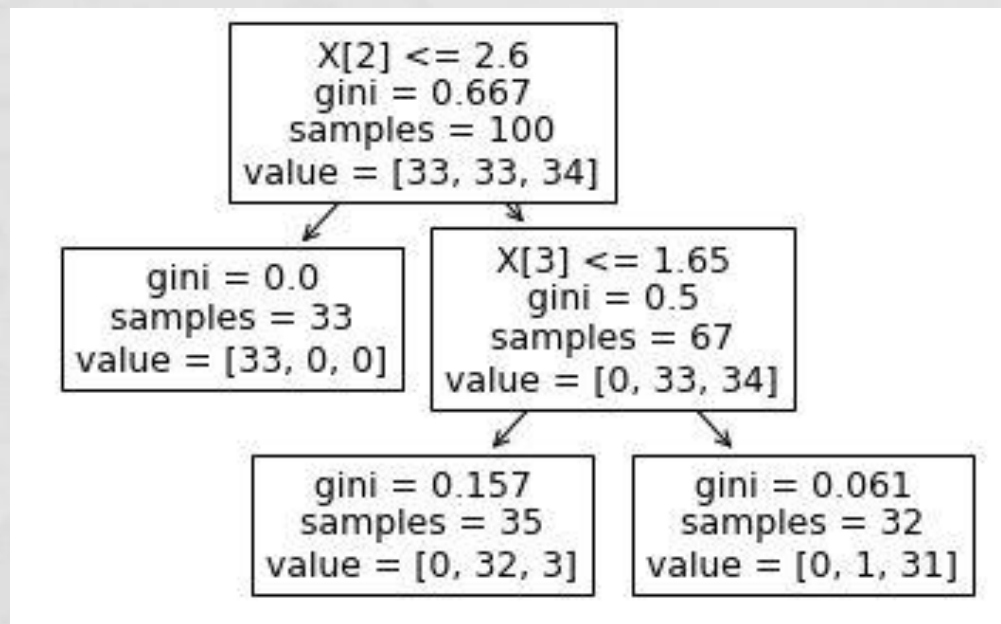 X[2] <= 2.6
gini = 0.667
samples = 100
value = [33, 33, 34]
gini = 0.0
samples = 33
value = [33, 0, 0]
X[3] <= 1.65
gini = 0.5
samples = 67
value = [0, 33, 34]
gini = 0.157
samples = 35
value = [0, 32, 3]
gini = 0.061
samples = 32
value = [0, 1, 31]